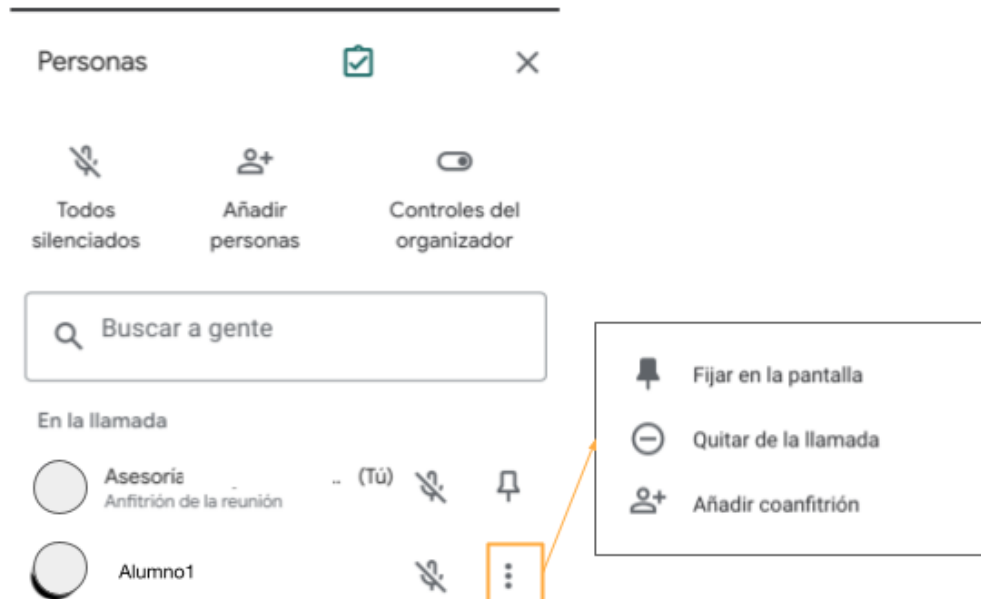 Personas
Todos silenciados
Añadir personas
Controles del organizador
Buscar a gente
En la llamada
Asesoría (Tú)
Anfitrión de la reunión
Alumno1
Fijar en la pantalla
Quitar de la llamada
Añadir coanfitrión